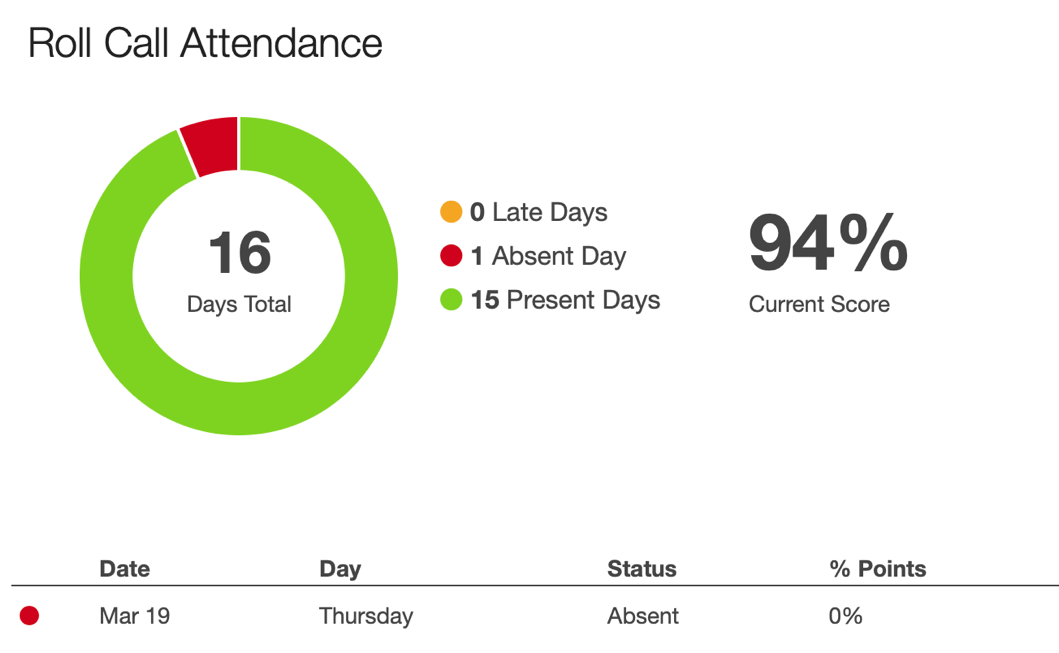 Roll Call Attendance
16
Days Total
0 Late Days
1 Absent Day
15 Present Days
94%
Current Score
Date Day Status % Points
Mar 19 Thursday Absent 0%